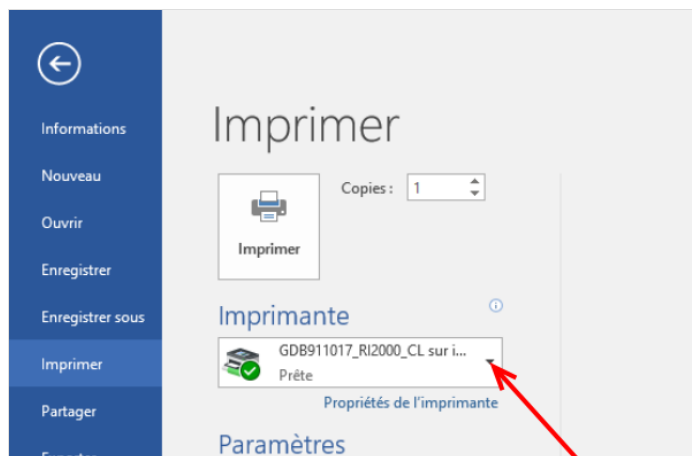 Informations
Nouveau
Ouvrir
Enregistrer
Enregistrer sous
Imprimer
Partager
Imprimer
Copies : 1
Imprimer
Imprimante
GDB911017_RI2000_CL sur i...
Prête
Propriétés de l'imprimante
Paramètres